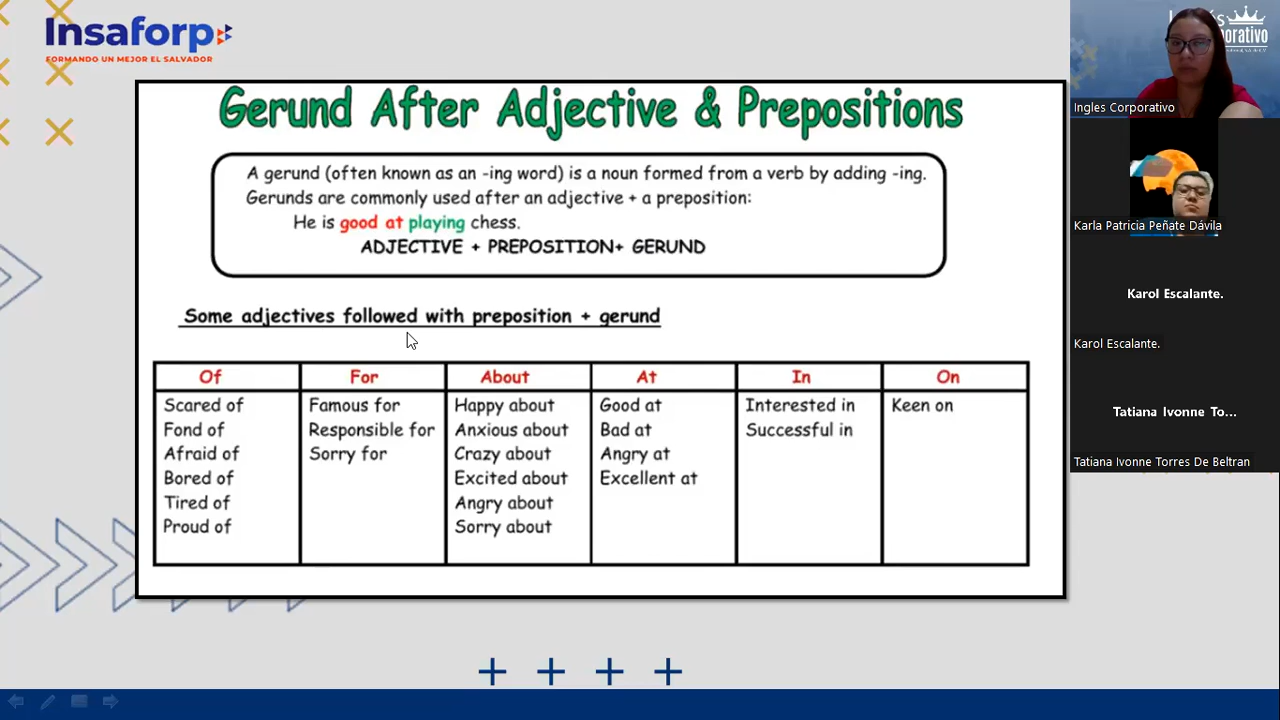 Insaforp
FORMANDO UN MEJOR EL SALVADOR
Gerund After Adjective & Prepositions
A gerund (often known as an -ing word) is a noun formed from a verb by adding -ing.
Gerunds are commonly used after an adjective + a preposition:
He is good at playing chess.
ADJECTIVE + PREPOSITION+ GERUND
Some adjectives followed with preposition + gerund
Of For About At In On
Scared of Famous for Happy about Good at Interested in Keen on
Fond of Responsible for Anxious about Bad at Successful in
Afraid of Sorry for Crazy about Angry at
Bored of Excited about Excellent at
Tired of Angry about
Proud of Sorry about
Ingles Corporativo
Karla Patricia Peñate Dávila
Karol Escalante.
Karol Escalante.
Tatiana Ivonne To...
Tatiana Ivonne Torres De Beltran